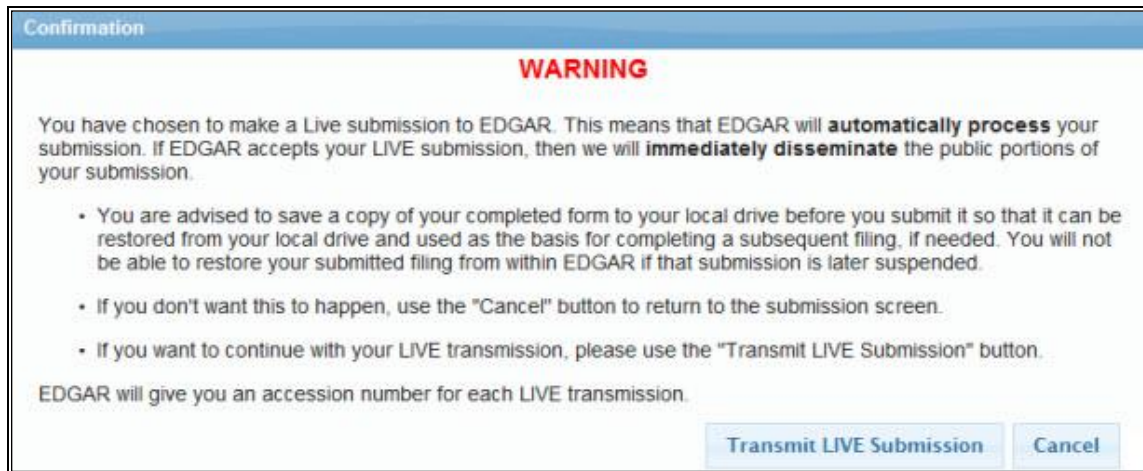 Confirmation
WARNING
You have chosen to make a Live submission to EDGAR. This means that EDGAR will automatically process your
submission. If EDGAR accepts your LIVE submission, then we will immediately disseminate the public portions of
your submission.
• You are advised to save a copy of your completed form to your local drive before you submit it so that it can be
restored from your local drive and used as the basis for completing a subsequent filing, if needed. You will not
be able to restore your submitted filing from within EDGAR if that submission is later suspended.
• If you don't want this to happen, use the "Cancel" button to return to the submission screen.
• If you want to continue with your LIVE transmission, please use the "Transmit LIVE Submission" button.
EDGAR will give you an accession number for each LIVE transmission.
Transmit LIVE Submission Cancel